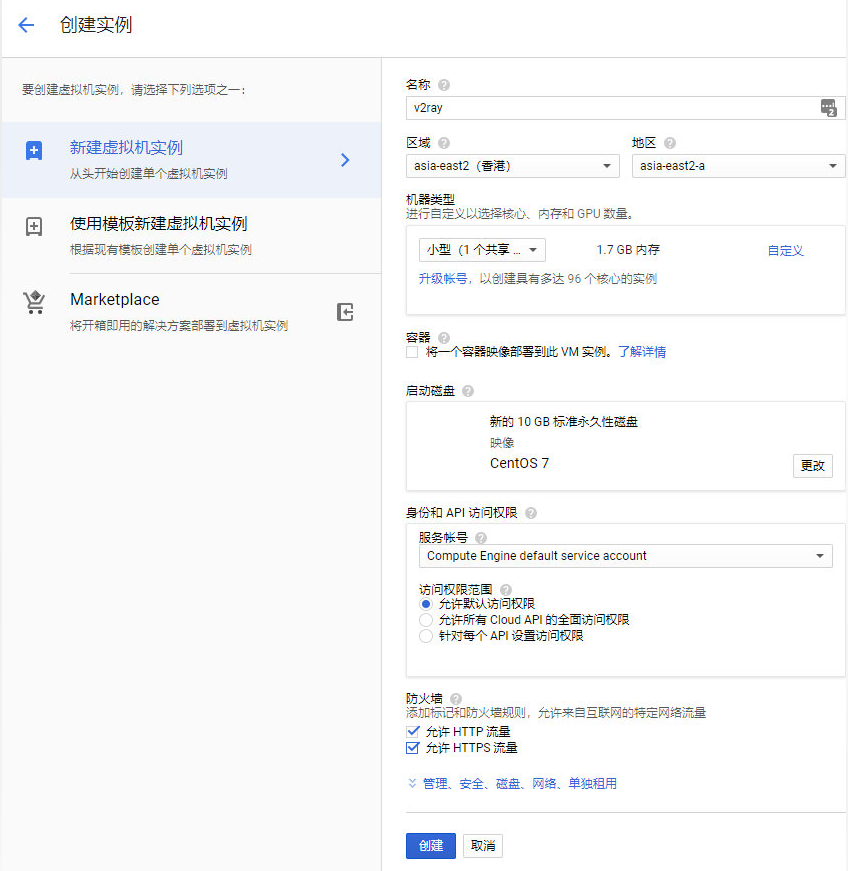 创建实例
要创建虚拟机实例，请选择下列选项之一：
新建虚拟机实例
从头开始创建单个虚拟机实例
使用模板新建虚拟机实例
根据现有模板创建单个虚拟机实例
Marketplace
将开箱即用的解决方案部署到虚拟机实例
名称
v2ray
2
区域 地区
asia-east2（香港） asia-east2-a
机器类型
进行自定义以选择核心、内存和 GPU 数量。
小型（1 个共享 ... 1.7 GB 内存 自定义
升级帐号，以创建具有多达 96 个核心的实例
容器
将一个容器映像部署到此 VM 实例。了解详情
启动磁盘
新的 10 GB 标准永久性磁盘
映像
CentOS 7
更改
身份和 API 访问权限
服务帐号
Compute Engine default service account
访问权限范围
允许默认访问权限
允许所有 Cloud API 的全面访问权限
针对每个 API 设置访问权限
防火墙
添加标记和防火墙规则，允许来自互联网的特定网络流量
允许 HTTP 流量
允许 HTTPS 流量
管理、安全、磁盘、网络、单独租用
创建 取消